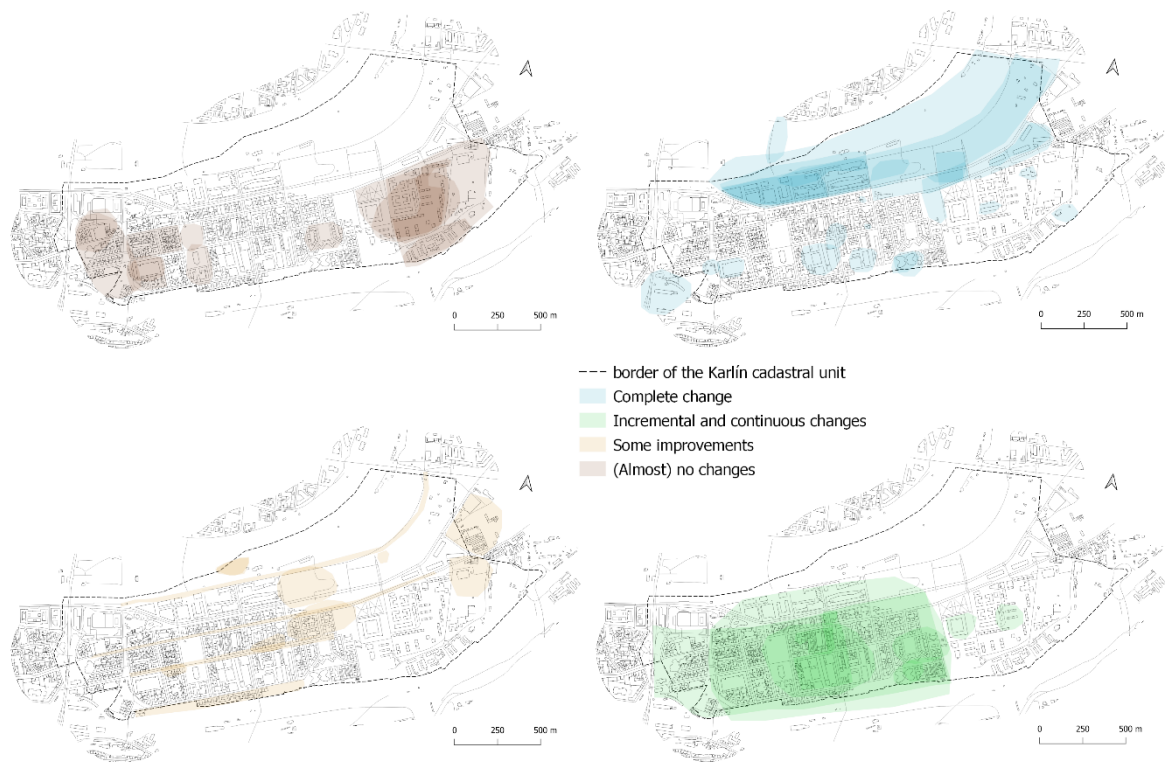 0 250 500 m
0 250 500 m
border of the Karlín cadastral unit
Complete change
Incremental and continuous changes
Some improvements
(Almost) no changes
0 250 500 m
0 250 500 m